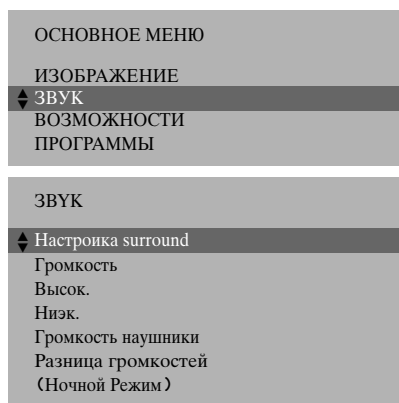 ОСНОВНОЕ МЕНЮ
ИЗОБРАЖЕНИЕ
ЗВУК
ВОЗМОЖНОСТИ
ПРОГРАММЫ
ЗВYК
Настроика surround
Громкость
Высок.
Ниэк.
Громкость наушники
Разница громкостей
(Ночной Режим)